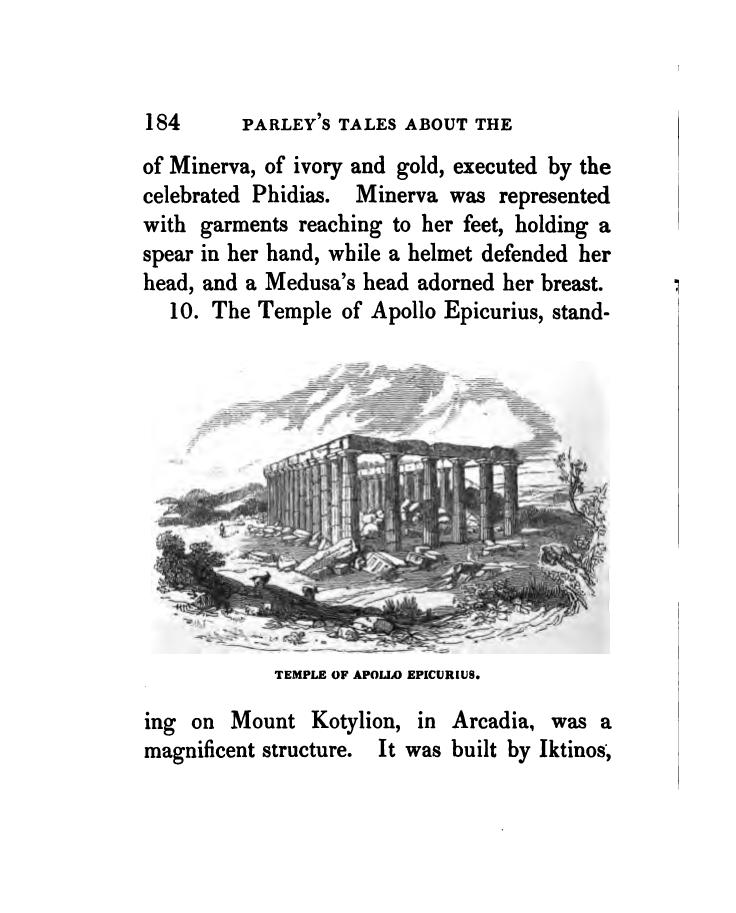 184 PARLEY'S TALES ABOUT THE
of Minerva, of ivory and gold, executed by the
celebrated Phidias. Minerva was represented
with garments reaching to her feet, holding a
spear in her hand, while a helmet defended her
head, and a Medusa's head adorned her breast.
10. The Temple of Apollo Epicurius, stand-
TEMPLE OF APOLLO EPICURIUS.
ing on Mount Kotylion, in Arcadia, was a
magnificent structure. It was built by Iktinos,